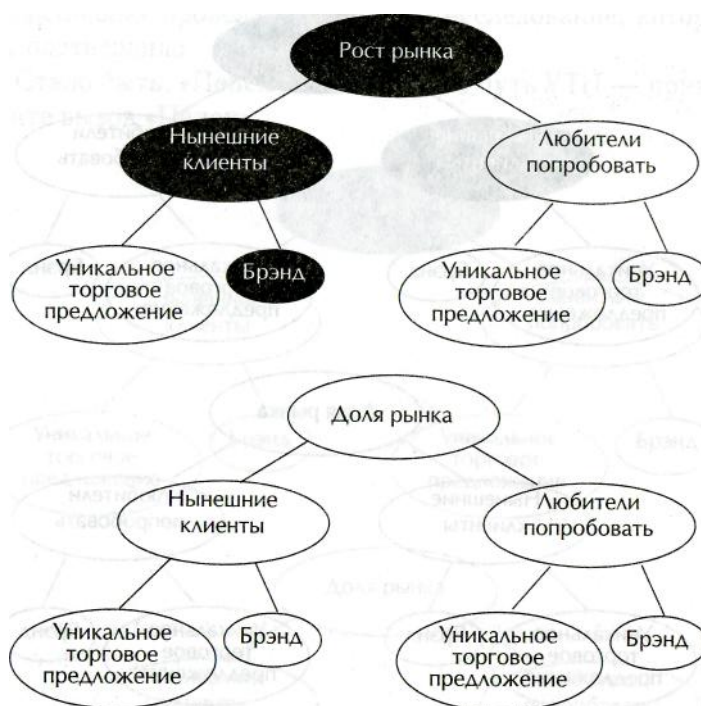 Рост рынка
Нынешние
клиенты
Любители
попробовать
Уникальное
торговое
предложение
Брэнд
Уникальное
торговое
предложение
Брэнд
Доля рынка
Нынешние
клиенты
Любители
попробовать
Уникальное
торговое
предложение
Брэнд
Уникальное
торговое
предложение
Брэнд